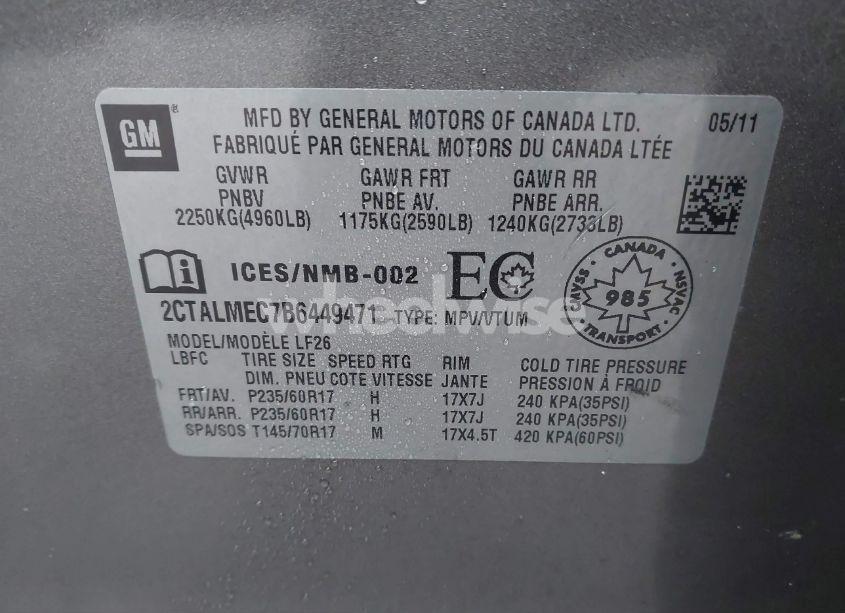 GM ®
MFD BY GENERAL MOTORS OF CANADA LTD. 05/11
FABRIQUÉ PAR GENERAL MOTORS DU CANADA LTÉE
GVWR GAWR FRT GAWR RR
PNBV PNBE AV. PNBE ARR.
2250KG(4960LB) 1175KG(2590LB) 1240KG(2733LB)
i ICES/NMB-002 EC
CANADA
CMVSS 985 NSVAC
TRANSPORT
wheelwise
2CTALMEC7B6449471 TYPE: MPV/VTUM
MODEL/MODÈLE LF26
LBFC TIRE SIZE SPEED RTG RIM COLD TIRE PRESSURE
DIM. PNEU COTE VITESSE JANTE PRESSION À FROID
FRT/AV. P235/60R17 H 17X7J 240 KPA(35PSI)
RR/ARR. P235/60R17 H 17X7J 240 KPA(35PSI)
SPA/SOS T145/70R17 M 17X4.5T 420 KPA(60PSI)